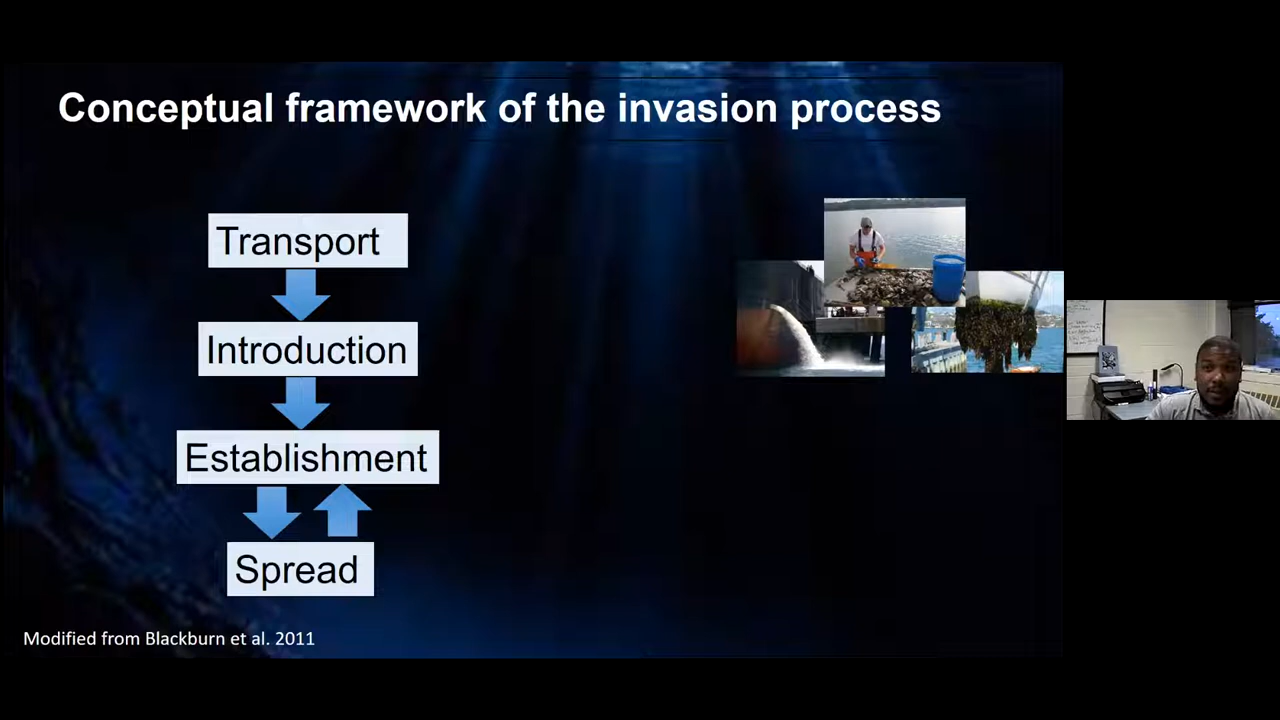 Conceptual framework of the invasion process
Transport
Introduction
Establishment
Spread
Modified from Blackburn et al. 2011